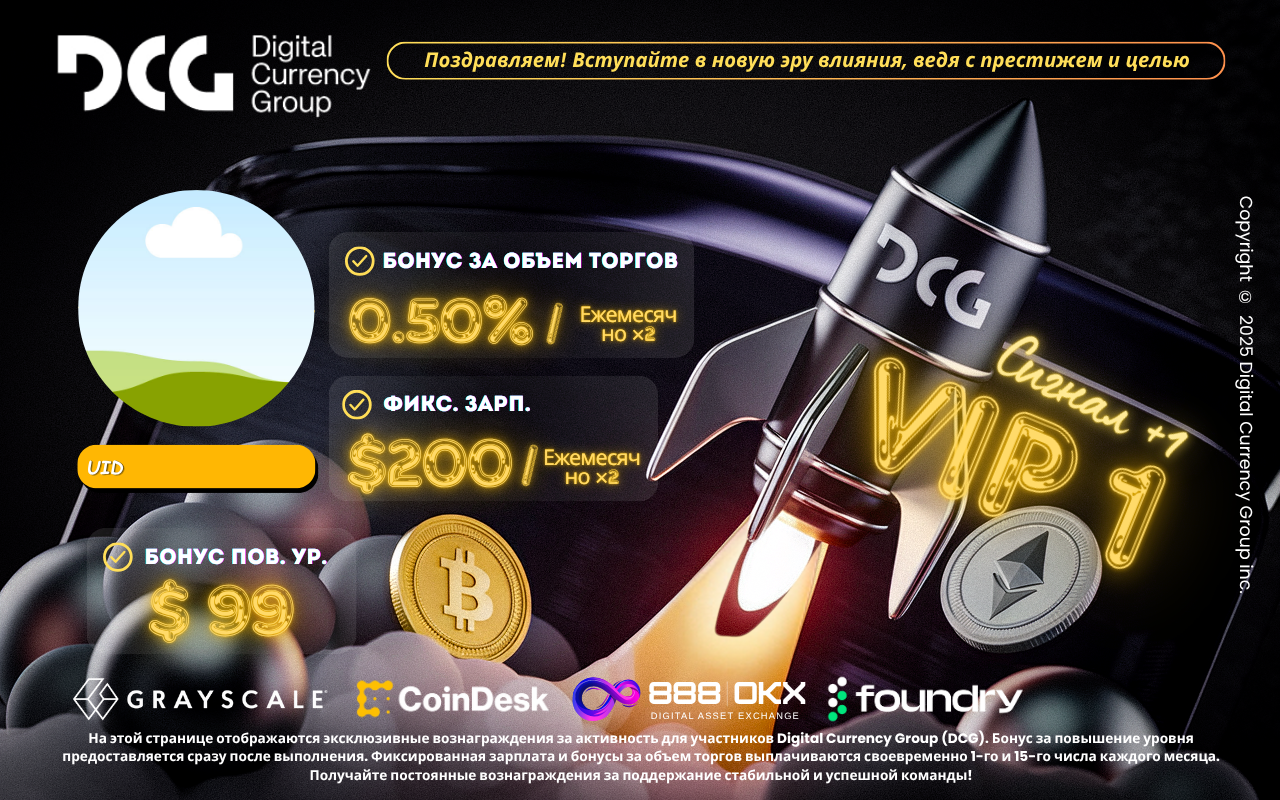 DCG Digital
Currency
Group
Поздравляем! Вступайте в новую эру влияния, ведя с престижем и целью
DCG
БОНУС ЗА ОБЪЕМ ТОРГОВ
0.50% / Ежемесяч
но ×2
ФИКС. ЗАРП.
$200 / Ежемесяч
но ×2
UID
БОНУС ПОВ. УР.
$ 99
Сигнал +1
VIP 1
Copyright © 2025 Digital Currency Group Inc.
GRAYSCALE CoinDesk 888 OKX foundry
DIGITAL ASSET EXCHANGE
На этой странице отображаются эксклюзивные вознаграждения за активность для участников Digital Currency Group (DCG). Бонус за повышение уровня
предоставляется сразу после выполнения. Фиксированная зарплата и бонусы за объем торгов выплачиваются своевременно 1-го и 15-го числа каждого месяца.
Получайте постоянные вознаграждения за поддержание стабильной и успешной команды!